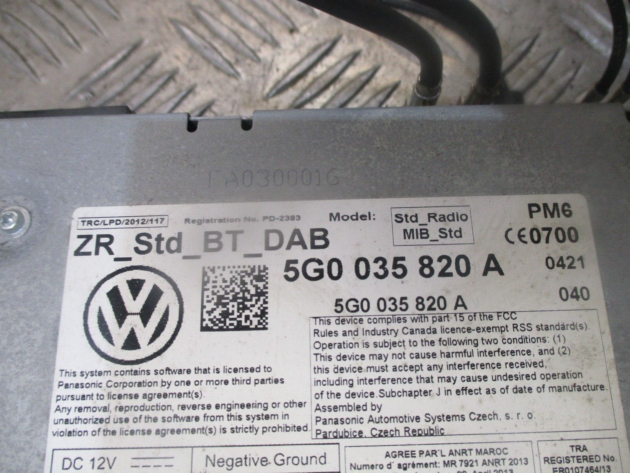 CA030001G
TRC/LPD/2012/117
Registration No. PD-2383
Model:
Std_Radio
MIB_Std
PM6
ZR_Std_BT_DAB
CE0700
5G0 035 820 A
0421
5G0 035 820 A
040
This system contains software that is licensed to
Panasonic Corporation by one or more third parties
pursuant to license agreement(s).
Any removal, reproduction, reverse engineering or other
unauthorized use of the software from this system in
violation of the license agreement(s) is strictly prohibited
This device complies with part 15 of the FCC
Rules and Industry Canada licence-exempt RSS standard(s).
Operation is subject to the following two conditions: (1)
This device may not cause harmful interference, and (2)
this device must accept any interference received,
including interference that may cause undesired operation
of the device.Subchapter J in effect as of date of manufacture.
Assembled by
Panasonic Automotive Systems Czech, s. r. o.
Pardubice, Czech Republic
DC 12V
Negative Ground
AGREE PAR L'ANRT MAROC
Numero d`agrément: MR 7921 ANRT 2013
TRA
REGISTERED No.
ER0107464/13